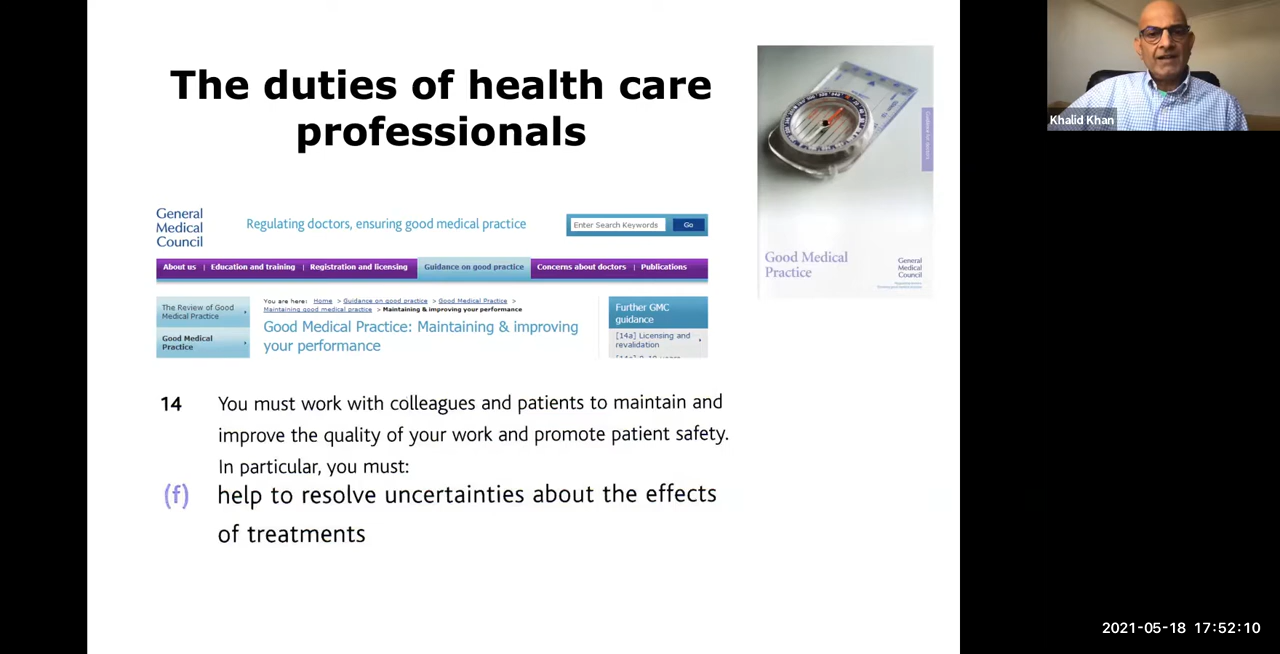 The duties of health care
professionals
General
Medical
Council
Regulating doctors, ensuring good medical practice
Enter Search Keywords
Go
About us | Education and training | Registration and licensing
Guidance on good practice
Concerns about doctors | Publications
The Review of Good
Medical Practice
Good Medical
Practice
You are here: Home > Guidance on good practice > Good Medical Practice >
Maintaining good medical practice > Maintaining & improving your performance
Good Medical Practice: Maintaining & improving
your performance
Further GMC
guidance
[14a] Licensing and
revalidation
14 You must work with colleagues and patients to maintain and
improve the quality of your work and promote patient safety.
In particular, you must:
(f) help to resolve uncertainties about the effects
of treatments
Good Medical
Practice
General
Medical
Council
Khalid Khan
2021-05-18 17:52:10